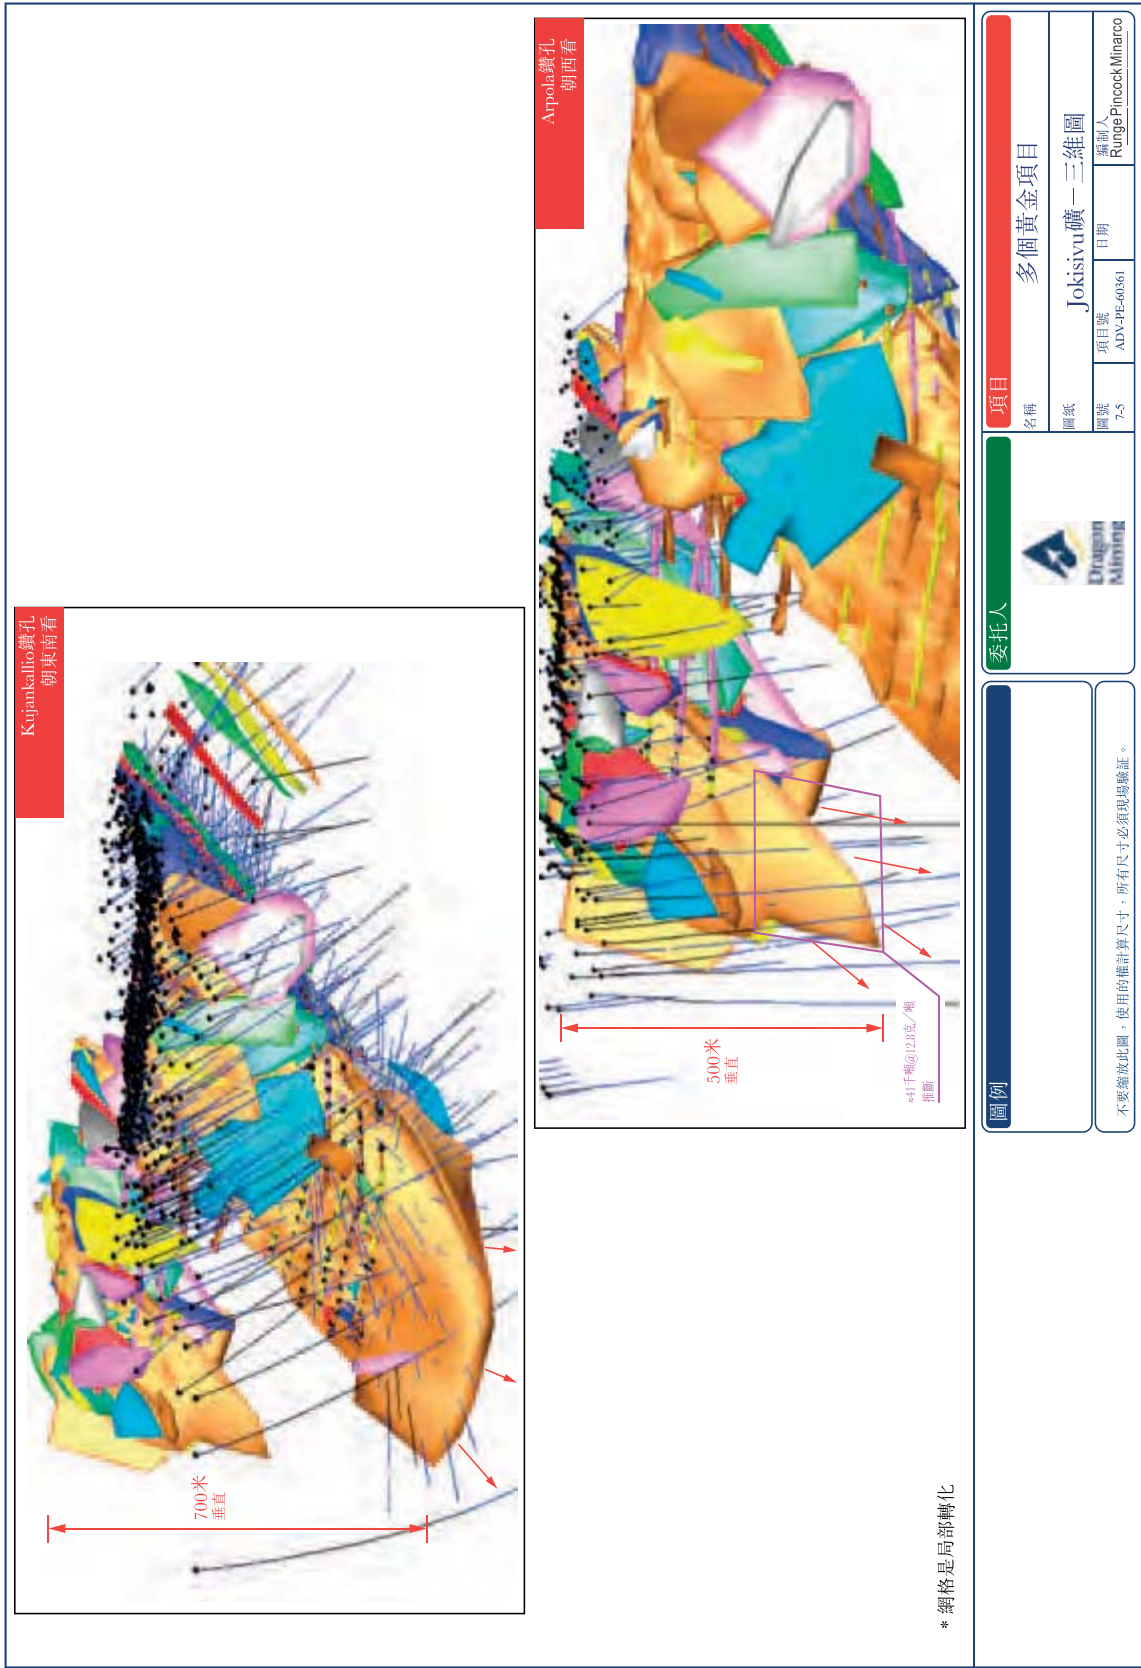 Kujankallio鑽孔
朝東南看
700米
垂直
Arpola鑽孔
朝西看
500米
垂直
≈41千噸@12.8克／噸
推斷
* 網格是局部轉化
圖例
不要縮放此圖，使用的權計算尺寸，所有尺寸必須現場驗証。
委托人
Dragon
Mining
項目
名稱
多個黃金項目
圖紙
Jokisivu礦－三維圖
圖號
7-5
項目號
ADV-PE-60361
日期
編制人
RungePincockMinarco